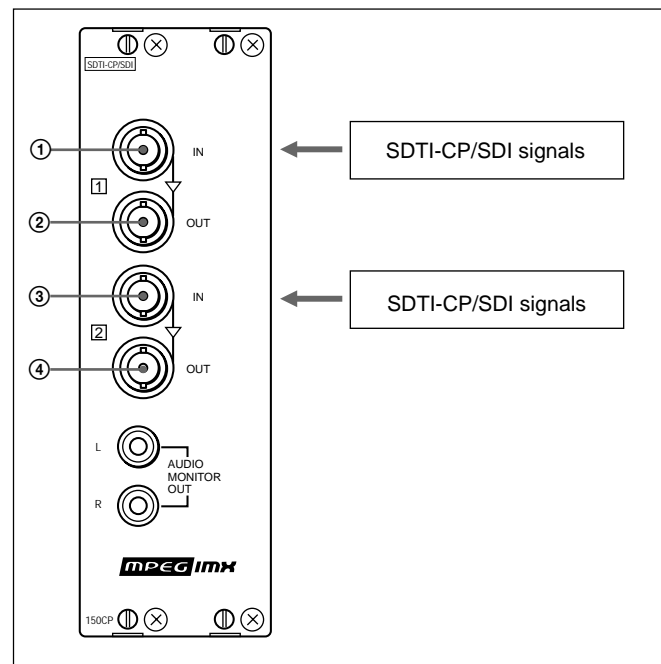 SDTI-CP/SDI
1
IN
SDTI-CP/SDI signals
1
2
OUT
3
IN
SDTI-CP/SDI signals
2
4
OUT
L
AUDIO
MONITOR
OUT
R
MPEG IMX
150CP